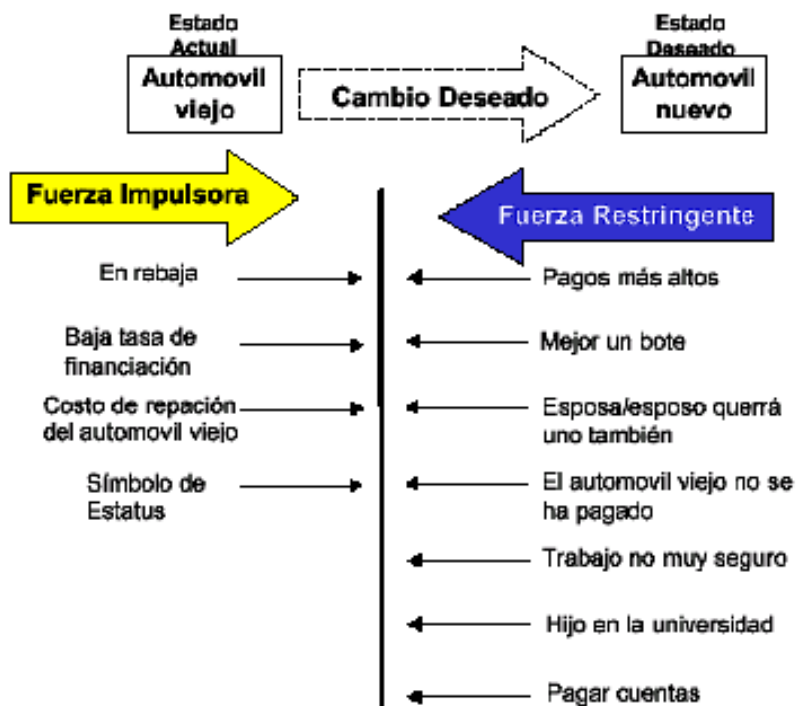 Estado
Actual
Automovil
viejo
Cambio Deseado
Estado
Deseado
Automovil
nuevo
Fuerza Impulsora
Fuerza Restringente
En rebaja
Baja tasa de
financiación
Costo de repación
del automovil viejo
Símbolo de
Estatus
Pagos más altos
Mejor un bote
Esposa/esposo querrá
uno también
El automovil viejo no se
ha pagado
Trabajo no muy seguro
Hijo en la universidad
Pagar cuentas